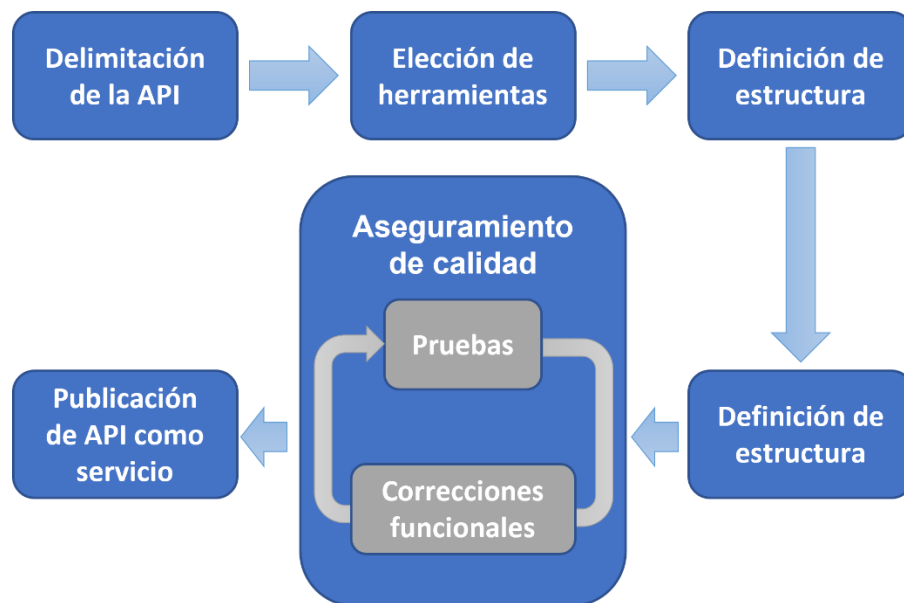 Delimitación
de la API
Elección de
herramientas
Definición de
estructura
Definición de
estructura
Aseguramiento
de calidad
Pruebas
Correcciones
funcionales
Publicación
de API como
servicio